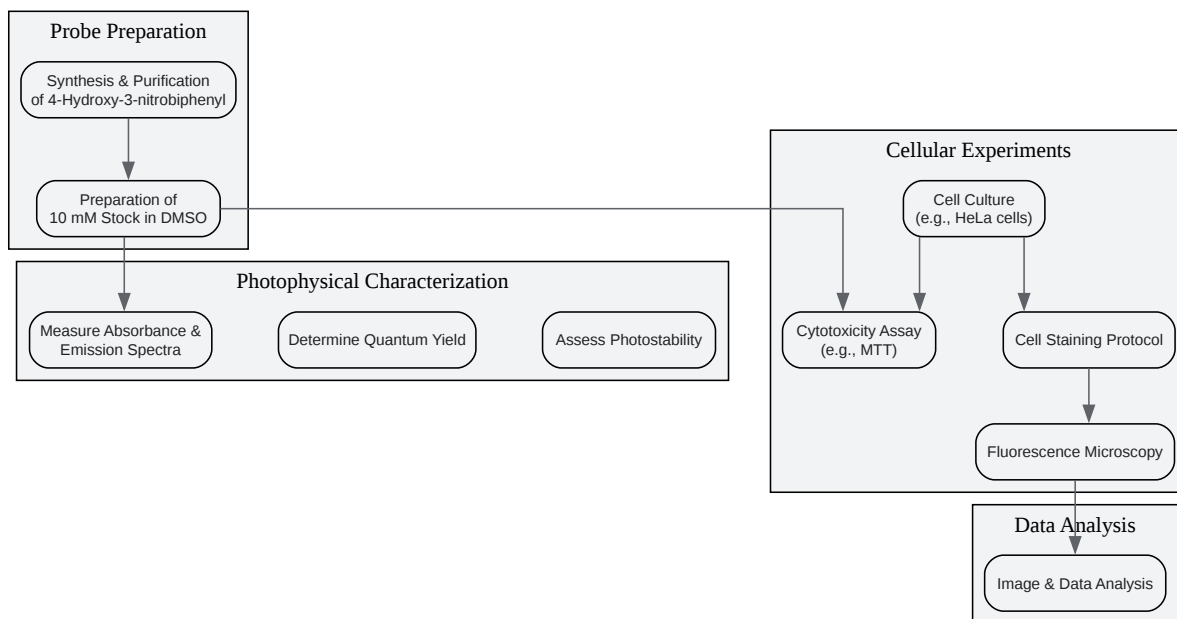 Probe Preparation
Synthesis & Purification
of 4-Hydroxy-3-nitrobiphenyl
Preparation of
10 mM Stock in DMSO
Photophysical Characterization
Measure Absorbance &
Emission Spectra
Determine Quantum Yield
Assess Photostability
Cellular Experiments
Cell Culture
(e.g., HeLa cells)
Cytotoxicity Assay
(e.g., MTT)
Cell Staining Protocol
Fluorescence Microscopy
Data Analysis
Image & Data Analysis